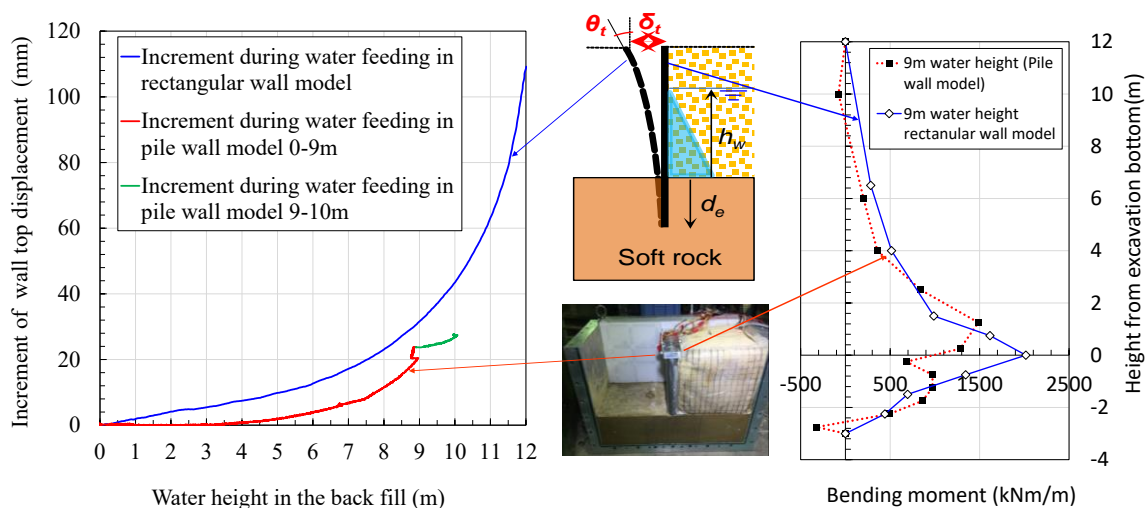 Increment of wall top displacement (mm)
120
100
80
60
40
20
0
Increment during water feeding in
rectangular wall model
Increment during water feeding in
pile wall model 0-9m
Increment during water feeding in
pile wall model 9-10m
0 1 2 3 4 5 6 7 8 9 10 11 12
Water height in the back fill (m)
θt
δt
hw
de
Soft rock
9m water height (Pile
wall model)
9m water height
rectanular wall model
12
10
8
6
4
2
0
-2
-4
-500 500 1500 2500
Height from excavation bottom(m)
Bending moment (kNm/m)